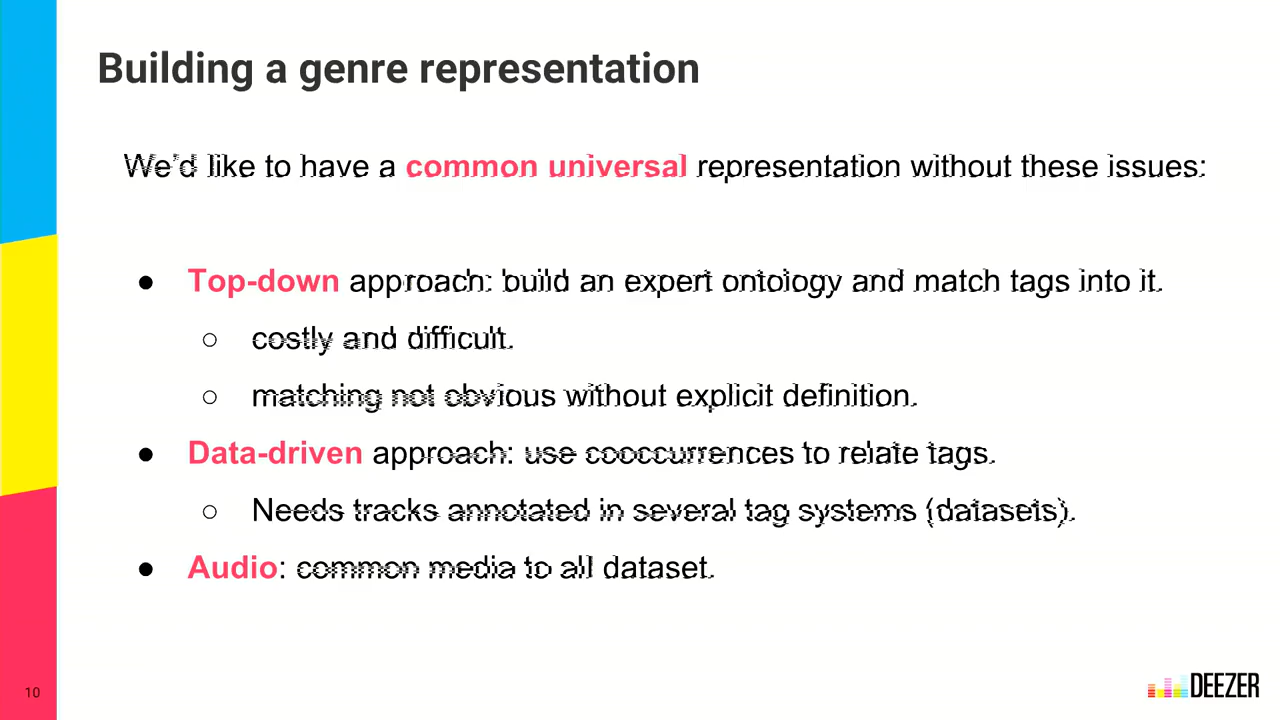 Building a genre representation
We'd like to have a common universal representation without these issues:
● Top-down approach: build an expert ontology and match tags into it.
○ costly and difficult.
○ matching not obvious without explicit definition.
● Data-driven approach: use cooccurrences to relate tags.
○ Needs tracks annotated in several tag systems (datasets).
● Audio: common media to all dataset.
10
DEEZER